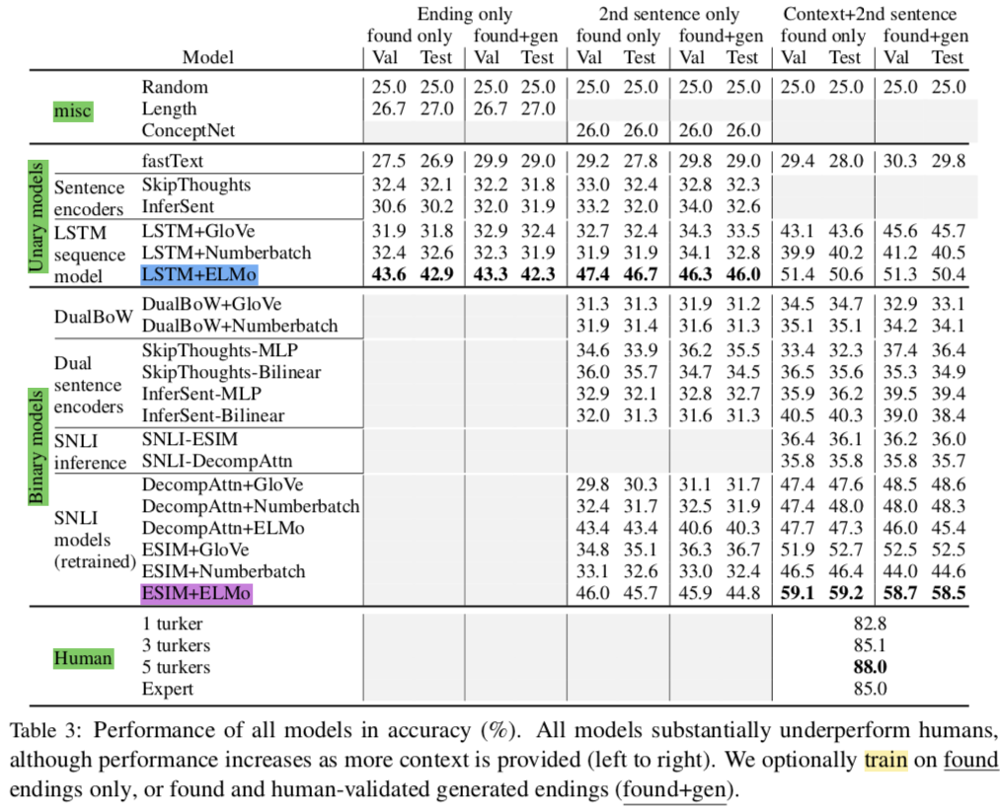 Ending only 2nd sentence only Context+2nd sentence
found only found+gen found only found+gen found only found+gen
Model Val Test Val Test Val Test Val Test Val Test Val Test
misc
Random 25.0 25.0 25.0 25.0 25.0 25.0 25.0 25.0 25.0 25.0 25.0 25.0
Length 26.7 27.0 26.7 27.0
ConceptNet 26.0 26.0 26.0 26.0
Unary models
fastText 27.5 26.9 29.9 29.0 29.2 27.8 29.8 29.0 29.4 28.0 30.3 29.8
Sentence encoders
SkipThoughts 32.4 32.1 32.2 31.8 33.0 32.4 32.8 32.3
InferSent 30.6 30.2 32.0 31.9 33.2 32.0 34.0 32.6
LSTM sequence model
LSTM+GloVe 31.9 31.8 32.9 32.4 32.7 32.4 34.3 33.5 43.1 43.6 45.6 45.7
LSTM+Numberbatch 32.4 32.6 32.3 31.9 31.9 31.9 34.1 32.8 39.9 40.2 41.2 40.5
LSTM+ELMo 43.6 42.9 43.3 42.3 47.4 46.7 46.3 46.0 51.4 50.6 51.3 50.4
Binary models
DualBoW
DualBoW+GloVe 31.3 31.3 31.9 31.2 34.5 34.7 32.9 33.1
DualBoW+Numberbatch 31.9 31.4 31.6 31.3 35.1 35.1 34.2 34.1
Dual sentence encoders
SkipThoughts-MLP 34.6 33.9 36.2 35.5 33.4 32.3 37.4 36.4
SkipThoughts-Bilinear 36.0 35.7 34.7 34.5 36.5 35.6 35.3 34.9
InferSent-MLP 32.9 32.1 32.8 32.7 35.9 36.2 39.5 39.4
InferSent-Bilinear 32.0 31.3 31.6 31.3 40.5 40.3 39.0 38.4
SNLI inference
SNLI-ESIM 36.4 36.1 36.2 36.0
SNLI-DecompAttn 35.8 35.8 35.8 35.7
SNLI models (retrained)
DecompAttn+GloVe 29.8 30.3 31.1 31.7 47.4 47.6 48.5 48.6
DecompAttn+Numberbatch 32.4 31.7 32.5 31.9 47.4 48.0 48.0 48.3
DecompAttn+ELMo 43.4 43.4 40.6 40.3 47.7 47.3 46.0 45.4
ESIM+GloVe 34.8 35.1 36.3 36.7 51.9 52.7 52.5 52.5
ESIM+Numberbatch 33.1 32.6 33.0 32.4 46.5 46.4 44.0 44.6
ESIM+ELMo 46.0 45.7 45.9 44.8 59.1 59.2 58.7 58.5
Human
1 turker 82.8
3 turkers 85.1
5 turkers 88.0
Expert 85.0
Table 3: Performance of all models in accuracy (%). All models substantially underperform humans,
although performance increases as more context is provided (left to right). We optionally train on found
endings only, or found and human-validated generated endings (found+gen).